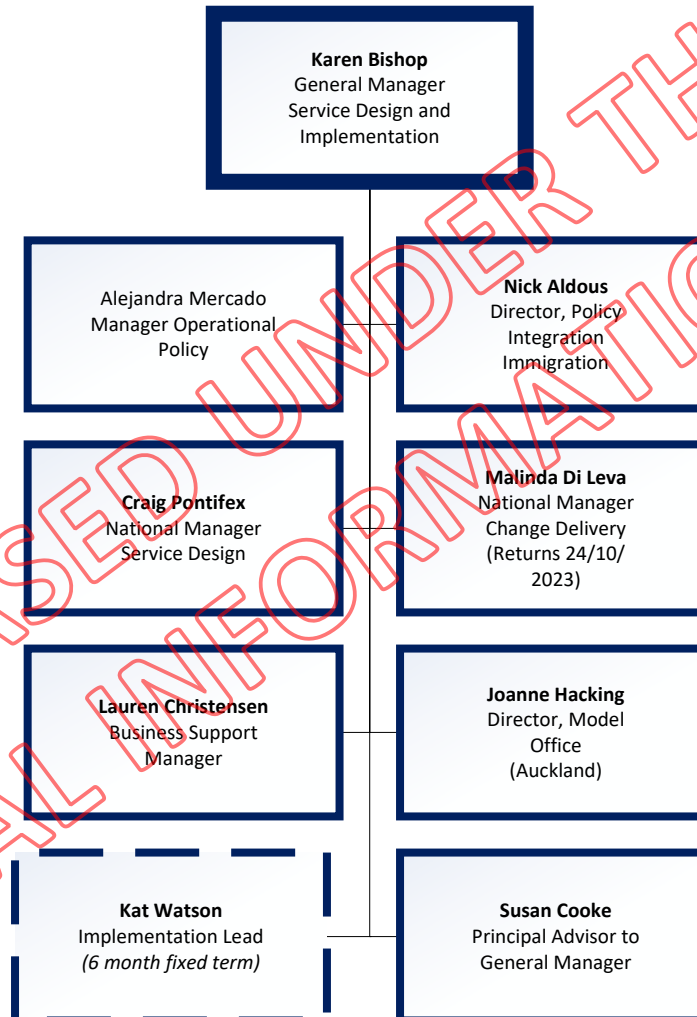 Karen Bishop
General Manager
Service Design and
Implementation
Alejandra Mercado
Manager Operational
Policy
Nick Aldous
Director, Policy
Integration
Immigration
Craig Pontifex
National Manager
Service Design
Malinda Di Leva
National Manager
Change Delivery
(Returns 24/10/
2023)
Lauren Christensen
Business Support
Manager
Joanne Hacking
Director, Model
Office
(Auckland)
Kat Watson
Implementation Lead
(6 month fixed term)
Susan Cooke
Principal Advisor to
General Manager
UNDER